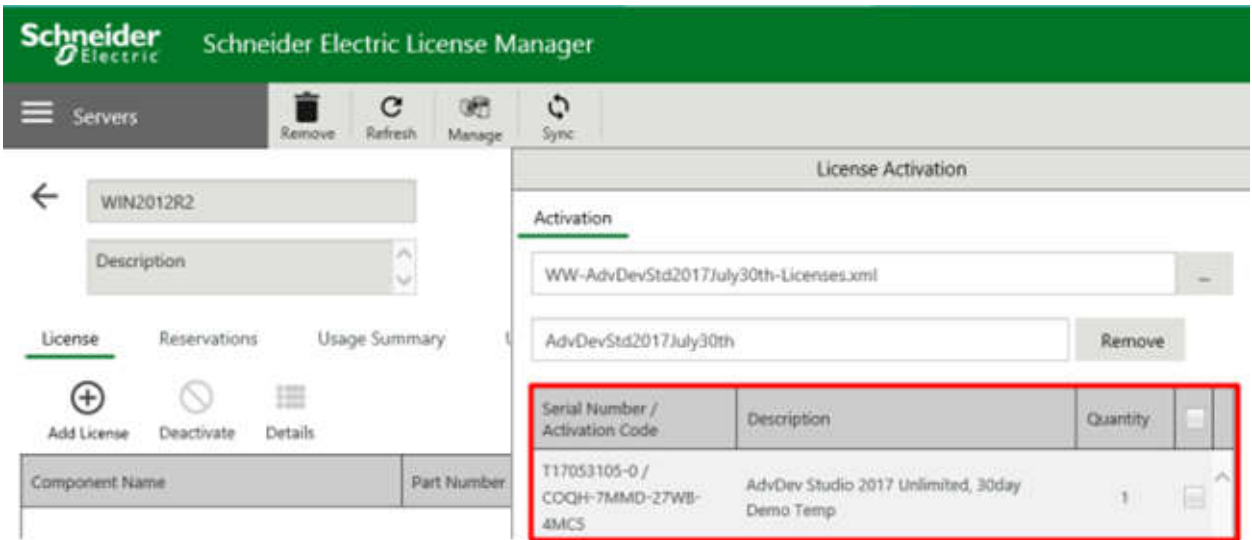 Schneider Electric
Schneider Electric License Manager
Servers
Remove
Refresh
Manage
Sync
License Activation
WIN2012R2
Description
Activation
WW-AdvDevStd2017July30th-Licenses.xml
...
AdvDevStd2017July30th
Remove
License
Reservations
Usage Summary
Add License
Deactivate
Details
Component Name
Part Number
Serial Number /
Activation Code
Description
Quantity
T17053105-0 /
COQH-7MMD-27WB-
4MC5
AdvDev Studio 2017 Unlimited, 30day
Demo Temp
1